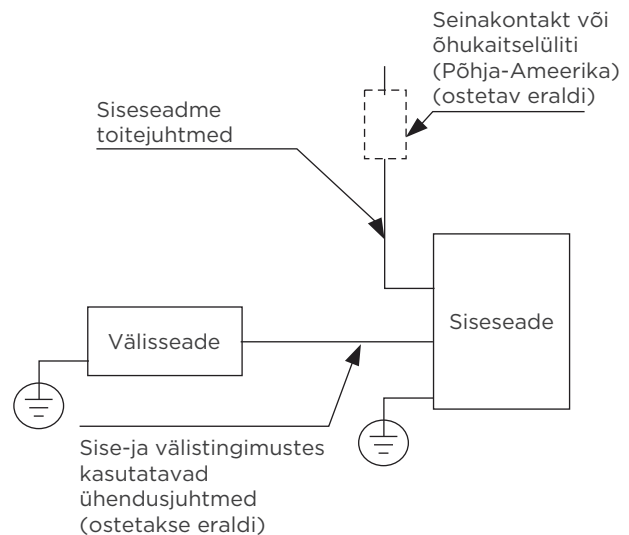 Seinakontakt või
õhukaitselüliti
(Põhja-Ameerika)
(ostetav eraldi)
Siseseadme
toitejuhtmed
Siseseade
Välisseade
Sise-ja välistingimustes
kasutatavad
ühendusjuhtmed
(ostetakse eraldi)